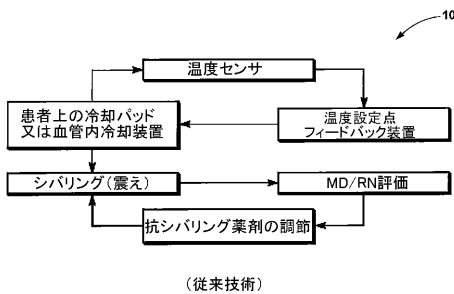 10
温度センサ
患者上の冷却パッド
又は血管内冷却装置
温度設定点
フィードバック装置
シバリング(震え)
MD/RN評価
抗シバリング薬剤の調節
(従来技術)